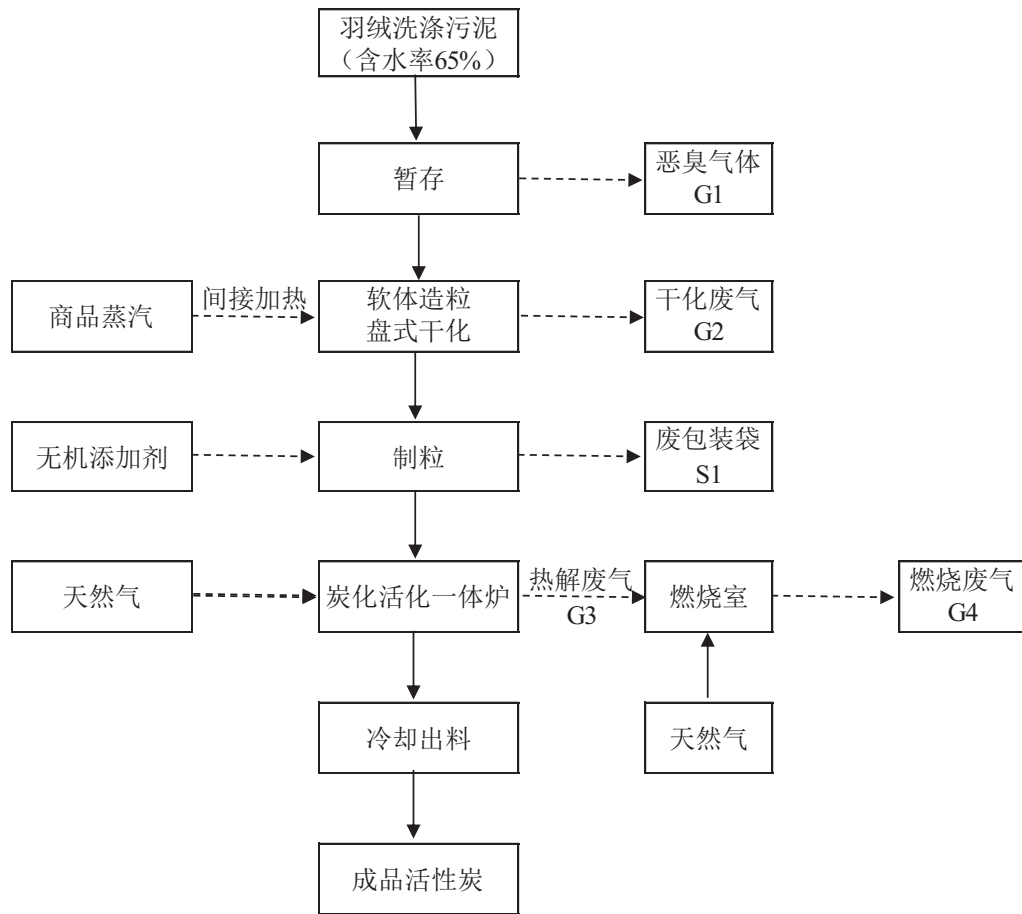 羽绒洗涤污泥
（含水率65%）
暂存
恶臭气体
G1
商品蒸汽
间接加热
软体造粒
盘式干化
干化废气
G2
无机添加剂
制粒
废包装袋
S1
天然气
炭化活化一体炉
热解废气
G3
燃烧室
燃烧废气
G4
冷却出料
天然气
成品活性炭